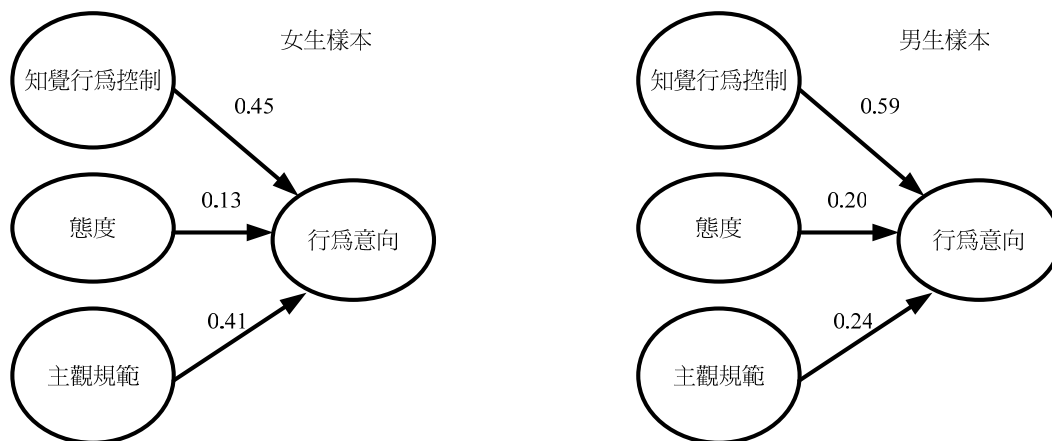 女生樣本
知覺行爲控制
0.45
態度
0.13
行爲意向
主觀規範
0.41
男生樣本
知覺行爲控制
0.59
態度
0.20
行爲意向
主觀規範
0.24